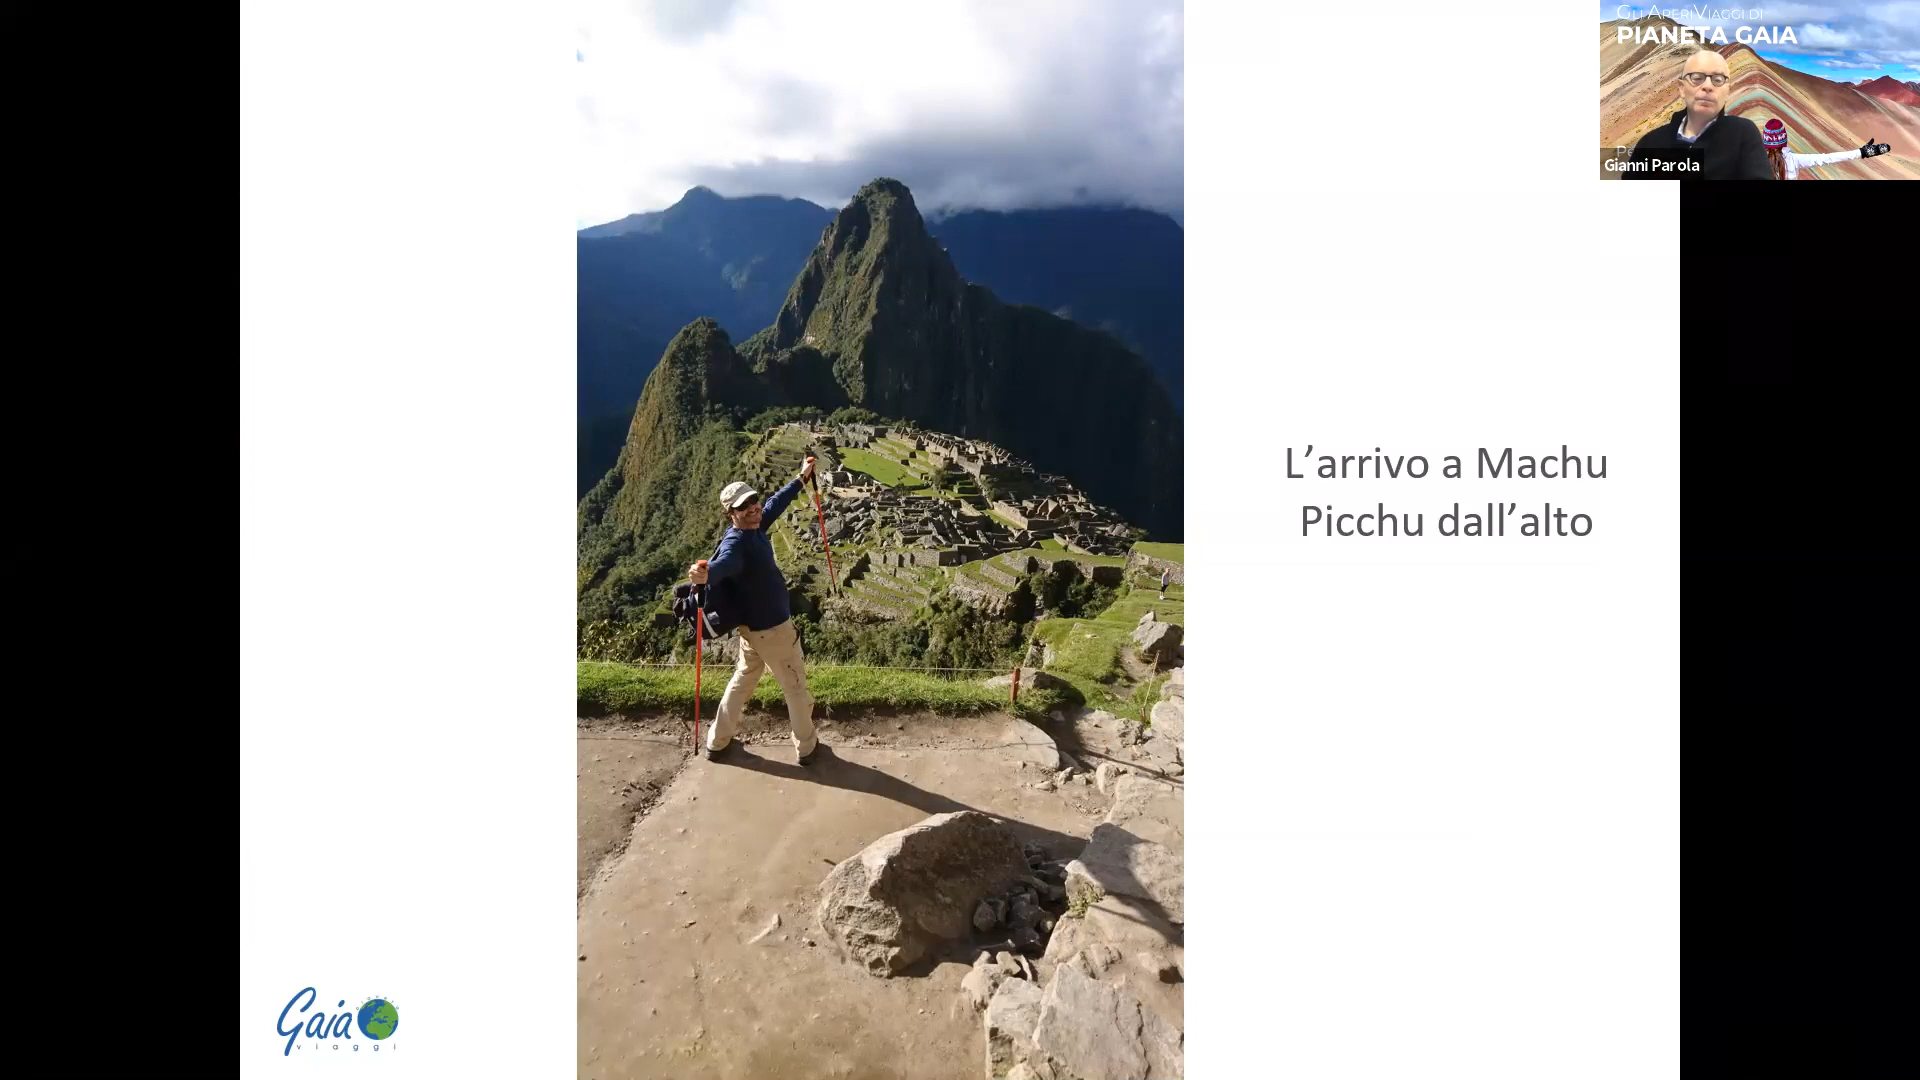 GLI APERIVIAGGI DI
PIANETA GAIA
Gianni Parola
L’arrivo a Machu
Picchu dall’alto
Gaia
viaggi